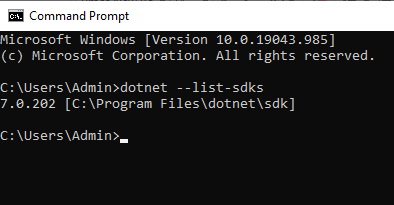 Command Prompt
Microsoft Windows [Version 10.0.19043.985]
(c) Microsoft Corporation. All rights reserved.
C:\Users\Admin>dotnet --list-sdks
7.0.202 [C:\Program Files\dotnet\sdk]
C:\Users\Admin>